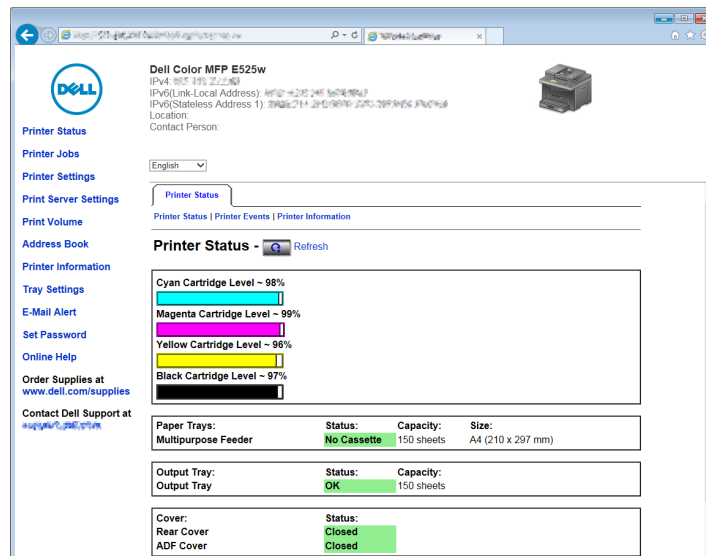 Dell Color MFP E525w
IPv4:
IPv6(Link-Local Address):
IPv6(Stateless Address 1):
Location:
Contact Person:
DELL
Printer Status
Printer Jobs
Printer Settings
Print Server Settings
Print Volume
Address Book
Printer Information
Tray Settings
E-Mail Alert
Set Password
Online Help
Order Supplies at
www.dell.com/supplies
Contact Dell Support at
English
Printer Status
Printer Status | Printer Events | Printer Information
Printer Status - Refresh
Cyan Cartridge Level ~ 98%
Magenta Cartridge Level ~ 99%
Yellow Cartridge Level ~ 96%
Black Cartridge Level ~ 97%
Paper Trays: Status: Capacity: Size:
Multipurpose Feeder No Cassette 150 sheets A4 (210 x 297 mm)
Output Tray: Status: Capacity:
Output Tray OK 150 sheets
Cover: Status:
Rear Cover Closed
ADF Cover Closed